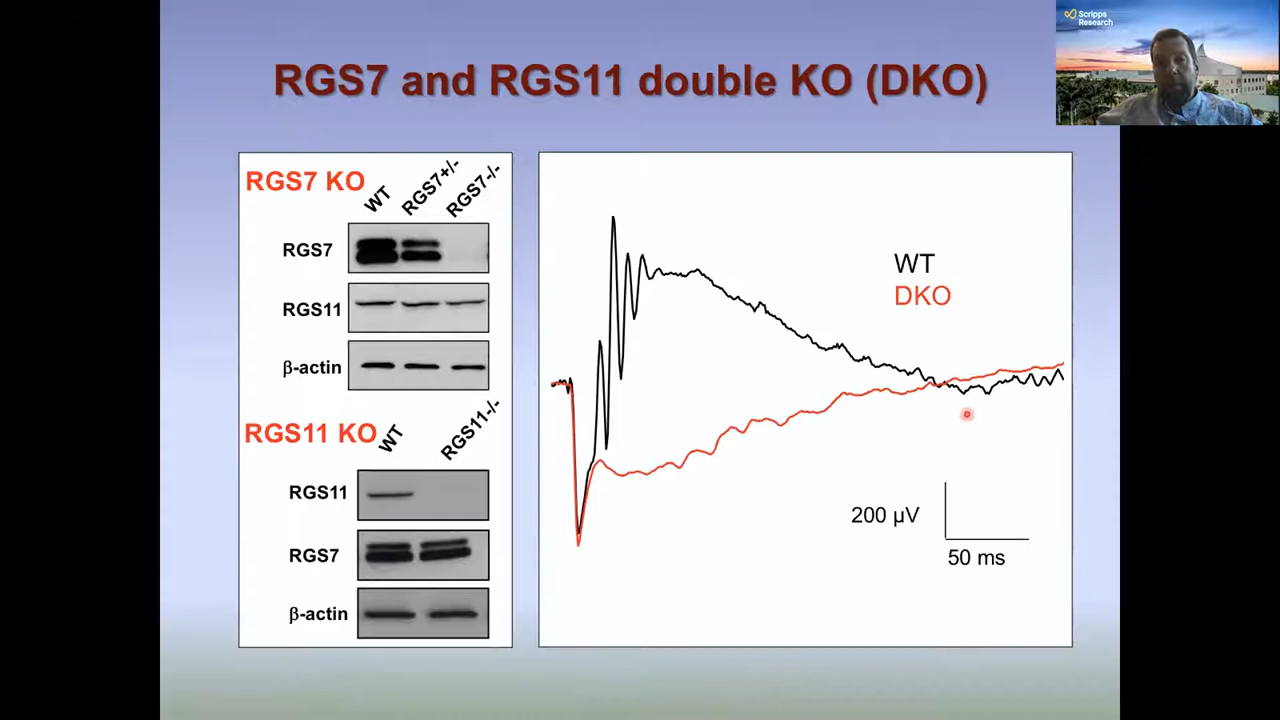 Scripps
Research
RGS7 and RGS11 double KO (DKO)
RGS7 KO
WT
RGS7+/-
RGS7-/-
RGS7
RGS11
β-actin
RGS11 KO
WT
RGS11-/-
RGS11
RGS7
β-actin
WT
DKO
200 µV
50 ms